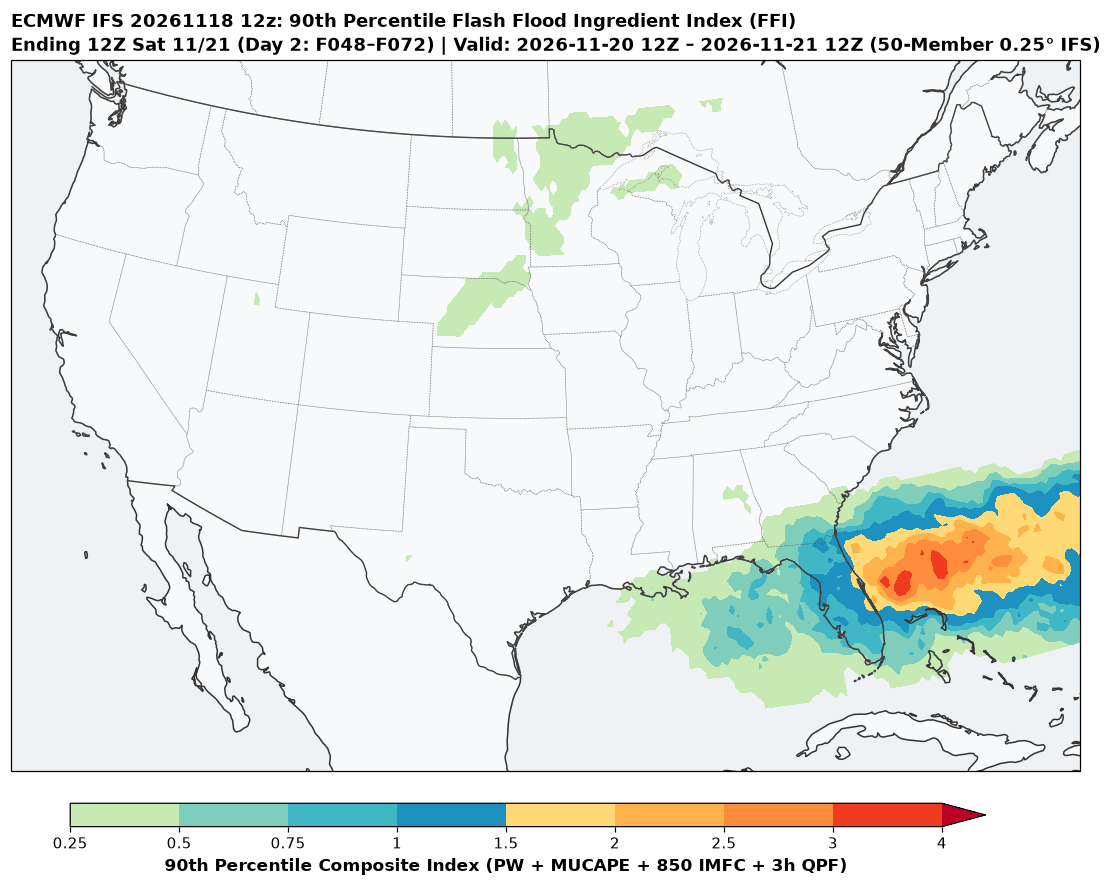 ECMWF IFS 20261118 12z: 90th Percentile Flash Flood Ingredient Index (FFI)
Ending 12Z Sat 11/21 (Day 2: F048–F072) | Valid: 2026-11-20 12Z – 2026-11-21 12Z (50-Member 0.25° IFS)
0.25 0.5 0.75 1 1.5 2 2.5 3 4
90th Percentile Composite Index (PW + MUCAPE + 850 IMFC + 3h QPF)